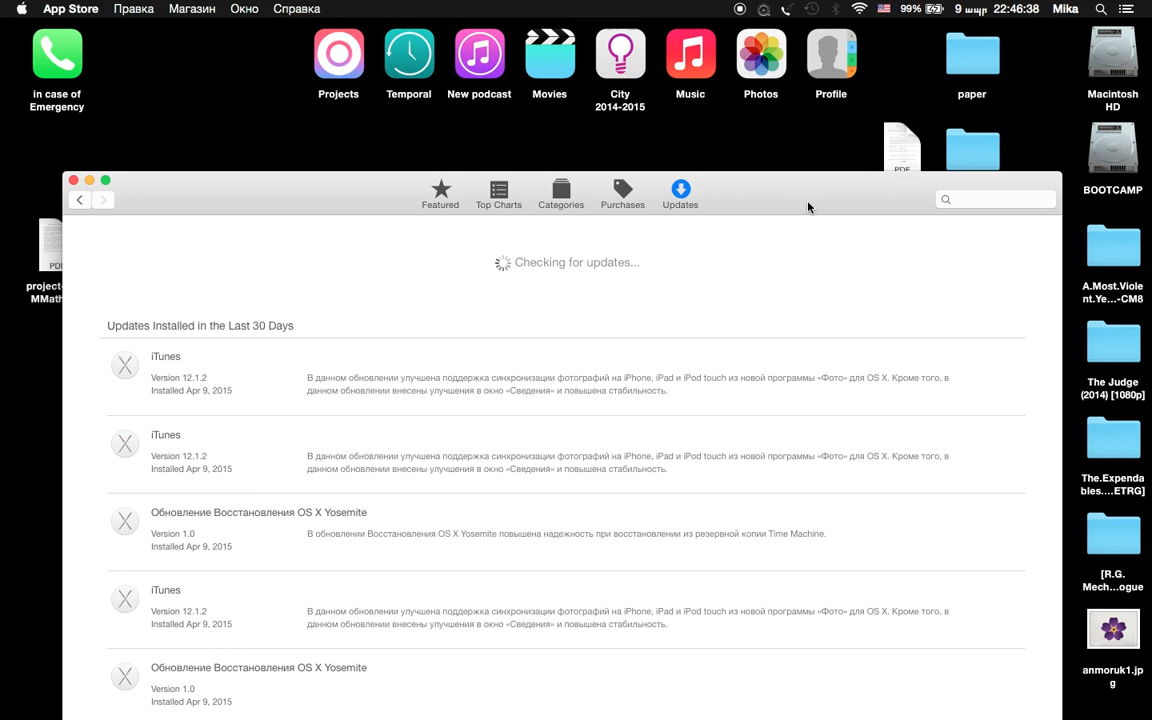 App Store Правка Магазин Окно Справка 99% 9 ապր 22:46:38 Mika
in case of
Emergency
Projects
Temporal
New podcast
Movies
City
2014-2015
Music
Photos
Profile
paper
Macintosh
HD
PDF
BOOTCAMP
Featured Top Charts Categories Purchases Updates
Checking for updates...
PDF
project-
MMath
A.Most.Viole
nt.Ye...-CM8
Updates Installed in the Last 30 Days
iTunes
Version 12.1.2
Installed Apr 9, 2015
В данном обновлении улучшена поддержка синхронизации фотографий на iPhone, iPad и iPod touch из новой программы «Фото» для OS X. Кроме того, в
данном обновлении внесены улучшения в окно «Сведения» и повышена стабильность.
The Judge
(2014) [1080p]
iTunes
Version 12.1.2
Installed Apr 9, 2015
В данном обновлении улучшена поддержка синхронизации фотографий на iPhone, iPad и iPod touch из новой программы «Фото» для OS X. Кроме того, в
данном обновлении внесены улучшения в окно «Сведения» и повышена стабильность.
The.Expenda
bles....ETRG]
Обновление Восстановления OS X Yosemite
Version 1.0
Installed Apr 9, 2015
В обновлении Восстановления OS X Yosemite повышена надежность при восстановлении из резервной копии Time Machine.
[R.G.
Mech...ogue
iTunes
Version 12.1.2
Installed Apr 9, 2015
В данном обновлении улучшена поддержка синхронизации фотографий на iPhone, iPad и iPod touch из новой программы «Фото» для OS X. Кроме того, в
данном обновлении внесены улучшения в окно «Сведения» и повышена стабильность.
Обновление Восстановления OS X Yosemite
Version 1.0
Installed Apr 9, 2015
anmoruk1.jp
g